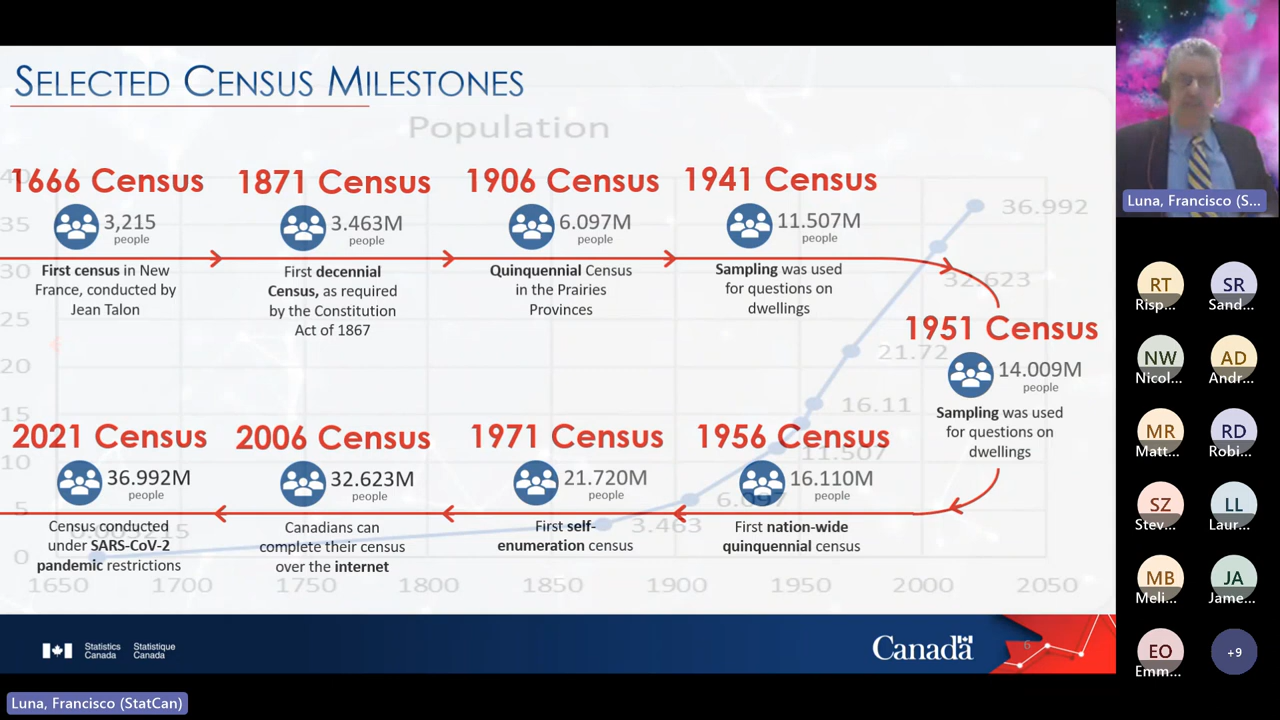 SELECTED CENSUS MILESTONES
Population
1666 Census
3,215
people
First census in New
France, conducted by
Jean Talon
1871 Census
3.463M
people
First decennial
Census, as required
by the Constitution
Act of 1867
1906 Census
6.097M
people
Quinquennial Census
in the Prairies
Provinces
1941 Census
11.507M
people
Sampling was used
for questions on
dwellings
1951 Census
14.009M
people
Sampling was used
for questions on
dwellings
2021 Census
36.992M
people
Census conducted
under SARS-CoV-2
pandemic restrictions
2006 Census
32.623M
people
Canadians can
complete their census
over the internet
1971 Census
21.720M
people
First self-
enumeration census
1956 Census
16.110M
people
First nation-wide
quinquennial census
40
35
30
25
20
15
10
5
0
0.003215
3.463
6.097
11.507
16.11
21.72
32.623
36.992
1650 1700 1750 1800 1850 1900 1950 2000 2050
Statistics Statistique
Canada Canada
Canada
6
Luna, Francisco (StatCan)
Luna, Francisco (S...
RT SR
Risp... Sand...
NW AD
Nicol... Andr...
MR RD
Matt... Robi...
SZ LL
Stev... Laur...
MB JA
Meli... Jame...
EO +9
Emm...